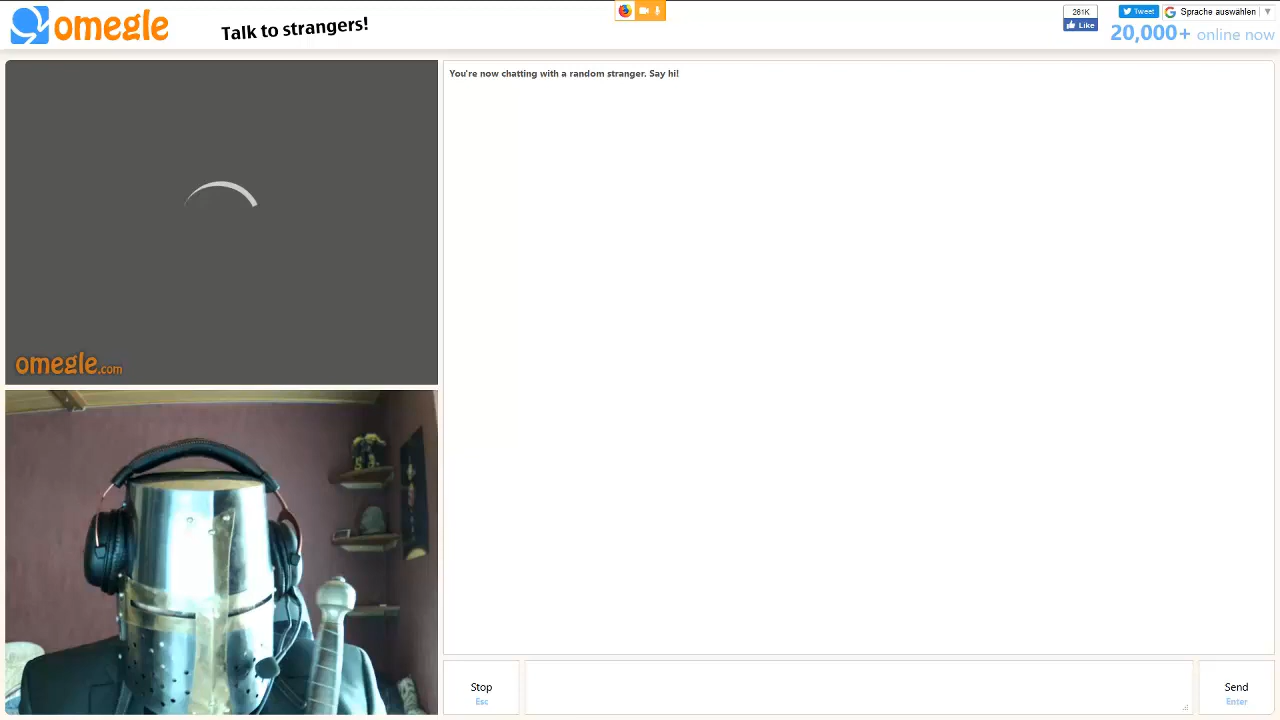 omegle
Talk to strangers!
281K
Like
Tweet
Sprache auswählen
20,000+ online now
You're now chatting with a random stranger. Say hi!
omegle.com
Stop
Esc
Send
Enter